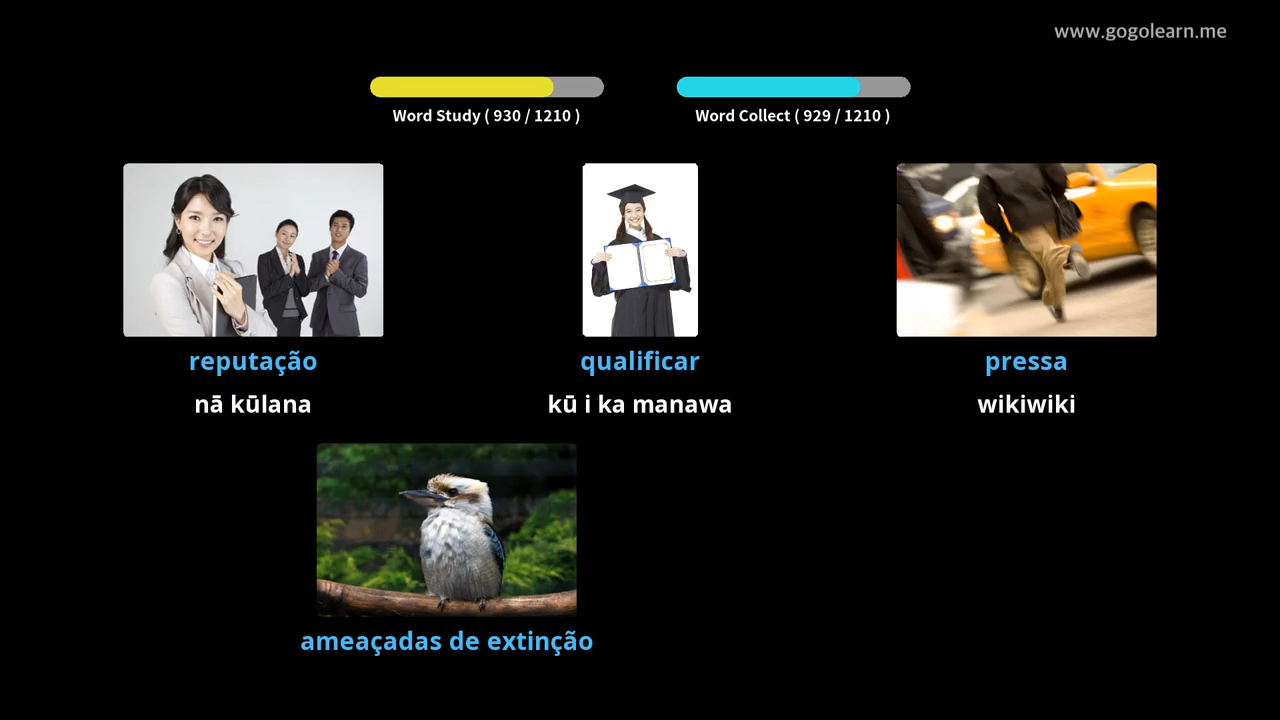 www.gogolearn.me
Word Study ( 930 / 1210 )
Word Collect ( 929 / 1210 )
reputação
qualificar
pressa
nā kūlana
kū i ka manawa
wikiwiki
ameaçadas de extinção